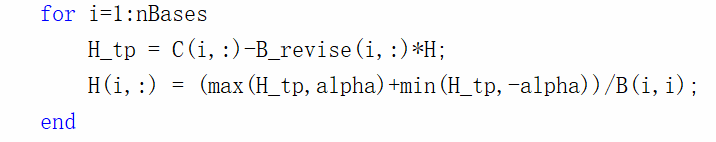 for i=1:nBases
H_tp = C(i,:)-B_revise(i,:)*H;
H(i,:) = (max(H_tp,alpha)+min(H_tp,-alpha))/B(i,i);
end